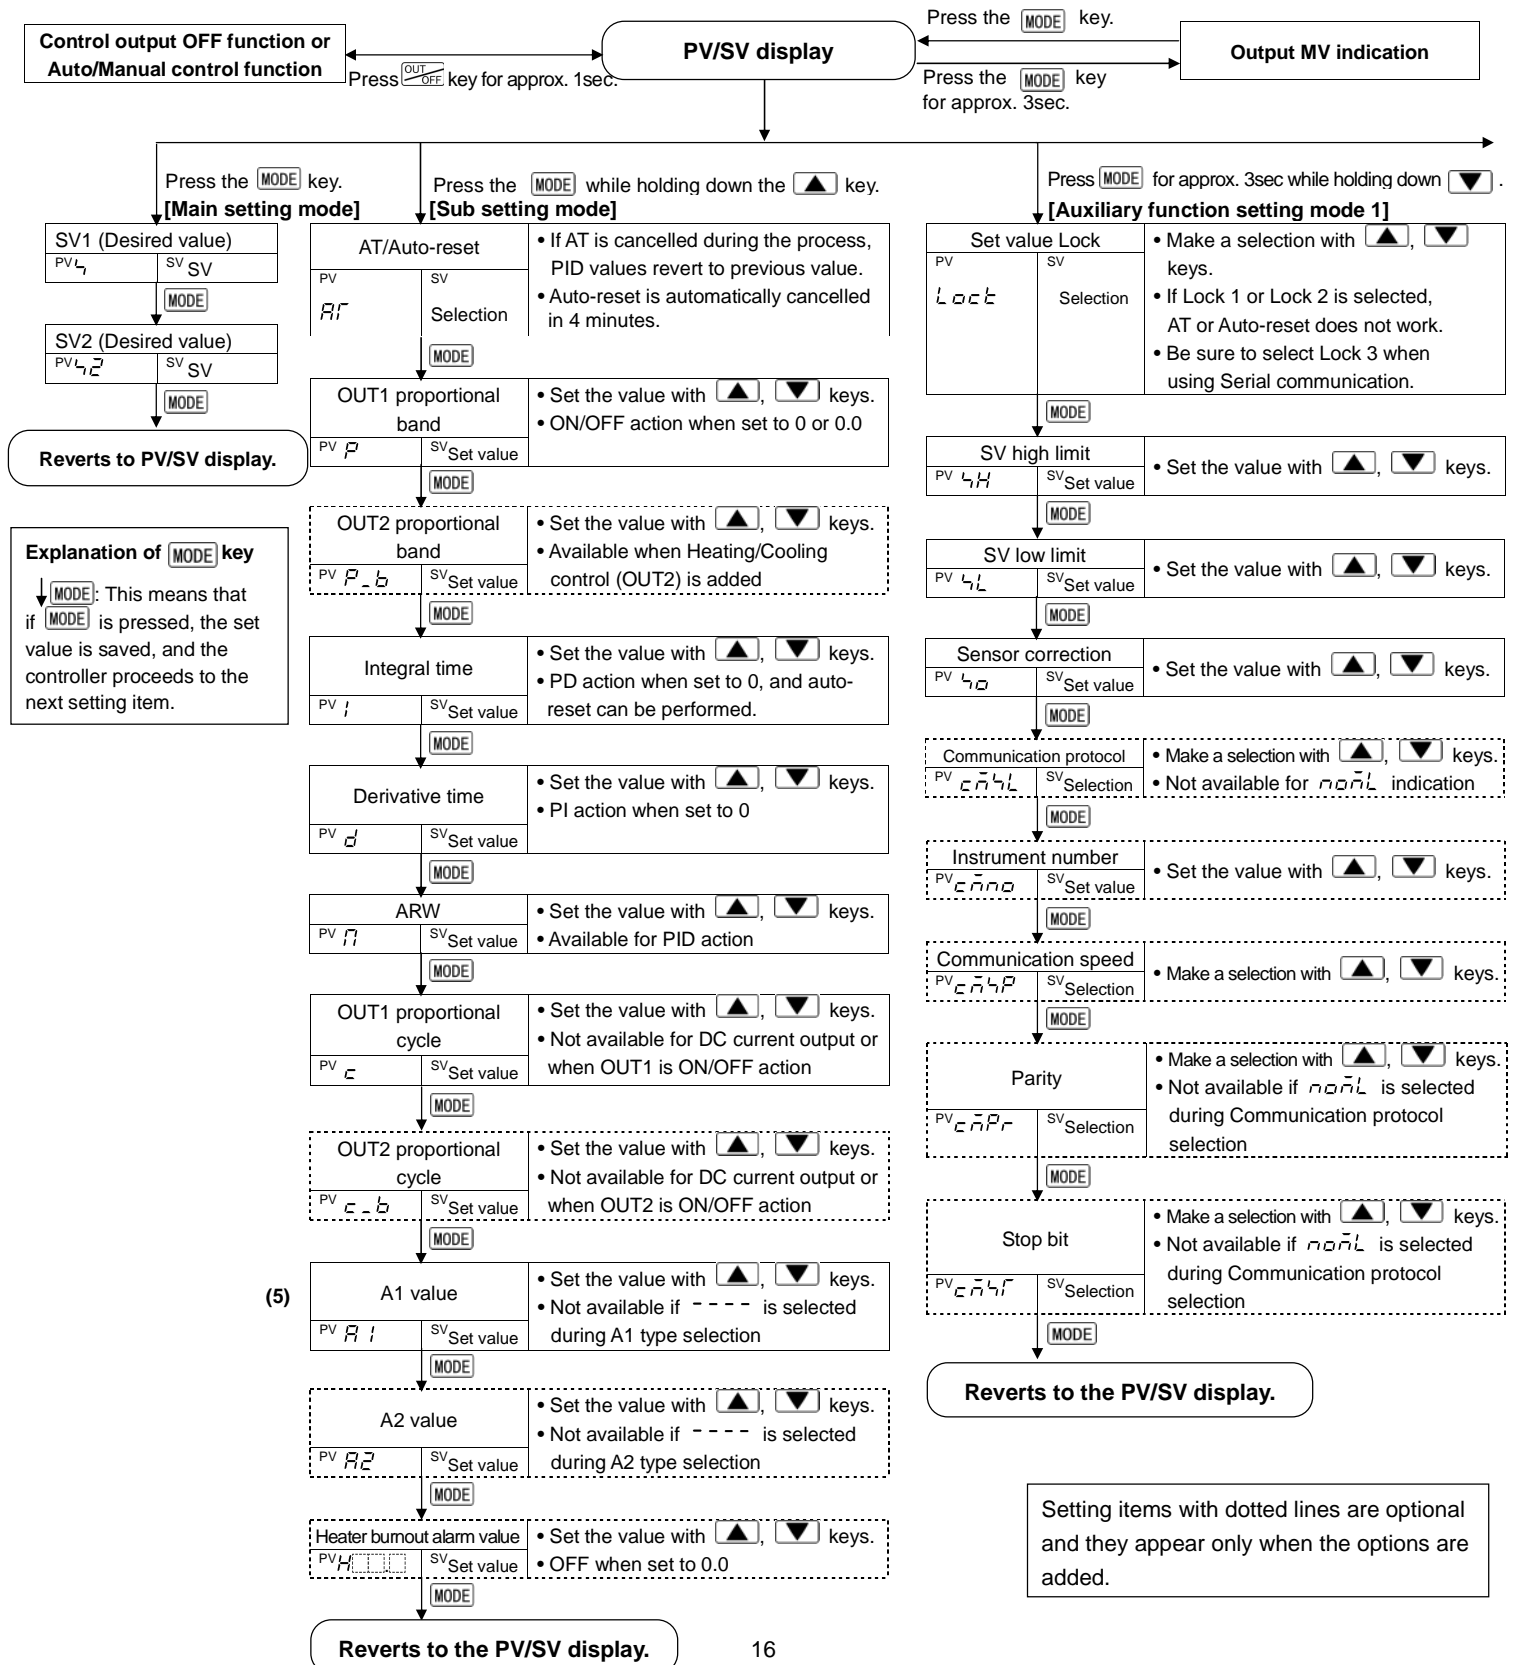 Control output OFF function or
Auto/Manual control function
Press OUT/OFF key for approx. 1sec.
PV/SV display
Press the MODE key.
Press the MODE key
for approx. 3sec.
Output MV indication
Press the MODE key.
[Main setting mode]
SV1 (Desired value)
PV SV SV
MODE
SV2 (Desired value)
PV SV SV
MODE
Reverts to PV/SV display.
Explanation of MODE key
MODE: This means that
if MODE is pressed, the set
value is saved, and the
controller proceeds to the
next setting item.
Press the MODE while holding down the ▲ key.
[Sub setting mode]
AT/Auto-reset
PV AT SV Selection
• If AT is cancelled during the process,
PID values revert to previous value.
• Auto-reset is automatically cancelled
in 4 minutes.
MODE
OUT1 proportional
band
PV P SV Set value
• Set the value with ▲, ▼ keys.
• ON/OFF action when set to 0 or 0.0
MODE
OUT2 proportional
band
PV P_b SV Set value
• Set the value with ▲, ▼ keys.
• Available when Heating/Cooling
control (OUT2) is added
MODE
Integral time
PV I SV Set value
• Set the value with ▲, ▼ keys.
• PD action when set to 0, and auto-
reset can be performed.
MODE
Derivative time
PV d SV Set value
• Set the value with ▲, ▼ keys.
• PI action when set to 0
MODE
ARW
PV SV Set value
• Set the value with ▲, ▼ keys.
• Available for PID action
MODE
OUT1 proportional
cycle
PV c SV Set value
• Set the value with ▲, ▼ keys.
• Not available for DC current output or
when OUT1 is ON/OFF action
MODE
OUT2 proportional
cycle
PV c_b SV Set value
• Set the value with ▲, ▼ keys.
• Not available for DC current output or
when OUT2 is ON/OFF action
MODE
(5)
A1 value
PV A1 SV Set value
• Set the value with ▲, ▼ keys.
• Not available if - - - - is selected
during A1 type selection
MODE
A2 value
PV A2 SV Set value
• Set the value with ▲, ▼ keys.
• Not available if - - - - is selected
during A2 type selection
MODE
Heater burnout alarm value
PV H SV Set value
• Set the value with ▲, ▼ keys.
• OFF when set to 0.0
MODE
Reverts to the PV/SV display.
Press MODE for approx. 3sec while holding down ▼ .
[Auxiliary function setting mode 1]
Set value Lock
PV Lock SV Selection
• Make a selection with ▲, ▼
keys.
• If Lock 1 or Lock 2 is selected,
AT or Auto-reset does not work.
• Be sure to select Lock 3 when
using Serial communication.
MODE
SV high limit
PV SV Set value
• Set the value with ▲, ▼ keys.
MODE
SV low limit
PV SV Set value
• Set the value with ▲, ▼ keys.
MODE
Sensor correction
PV SV Set value
• Set the value with ▲, ▼ keys.
MODE
Communication protocol
PV SV Selection
• Make a selection with ▲, ▼ keys.
• Not available for indication
MODE
Instrument number
PV SV Set value
• Set the value with ▲, ▼ keys.
MODE
Communication speed
PV SV Selection
• Make a selection with ▲, ▼ keys.
MODE
Parity
PV SV Selection
• Make a selection with ▲, ▼ keys.
• Not available if is selected
during Communication protocol
selection
MODE
Stop bit
PV SV Selection
• Make a selection with ▲, ▼ keys.
• Not available if is selected
during Communication protocol
selection
MODE
Reverts to the PV/SV display.
Setting items with dotted lines are optional
and they appear only when the options are
added.
16